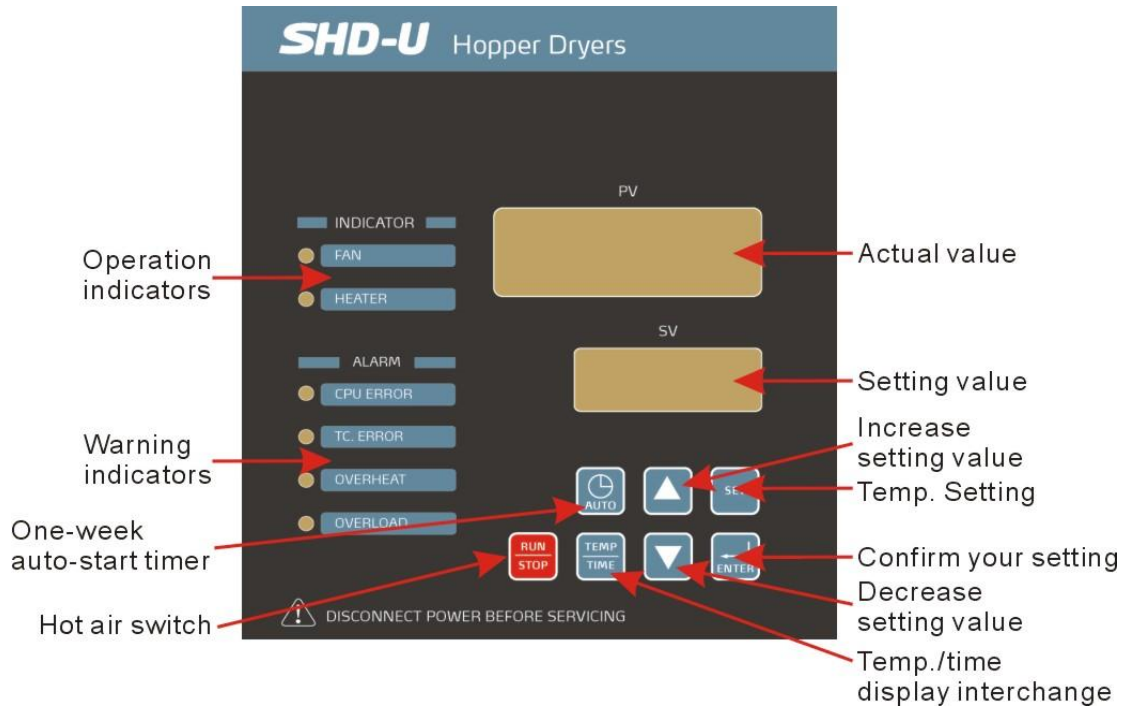 SHD-U Hopper Dryers
PV
INDICATOR
FAN
HEATER
Operation
indicators
Actual value
SV
ALARM
CPU ERROR
TC. ERROR
OVERHEAT
OVERLOAD
Setting value
Warning
indicators
Increase
setting value
AUTO
SET
Temp. Setting
One-week
auto-start timer
RUN
STOP
TEMP
TIME
ENTER
Confirm your setting
Decrease
setting value
Hot air switch
DISCONNECT POWER BEFORE SERVICING
Temp./time
display interchange